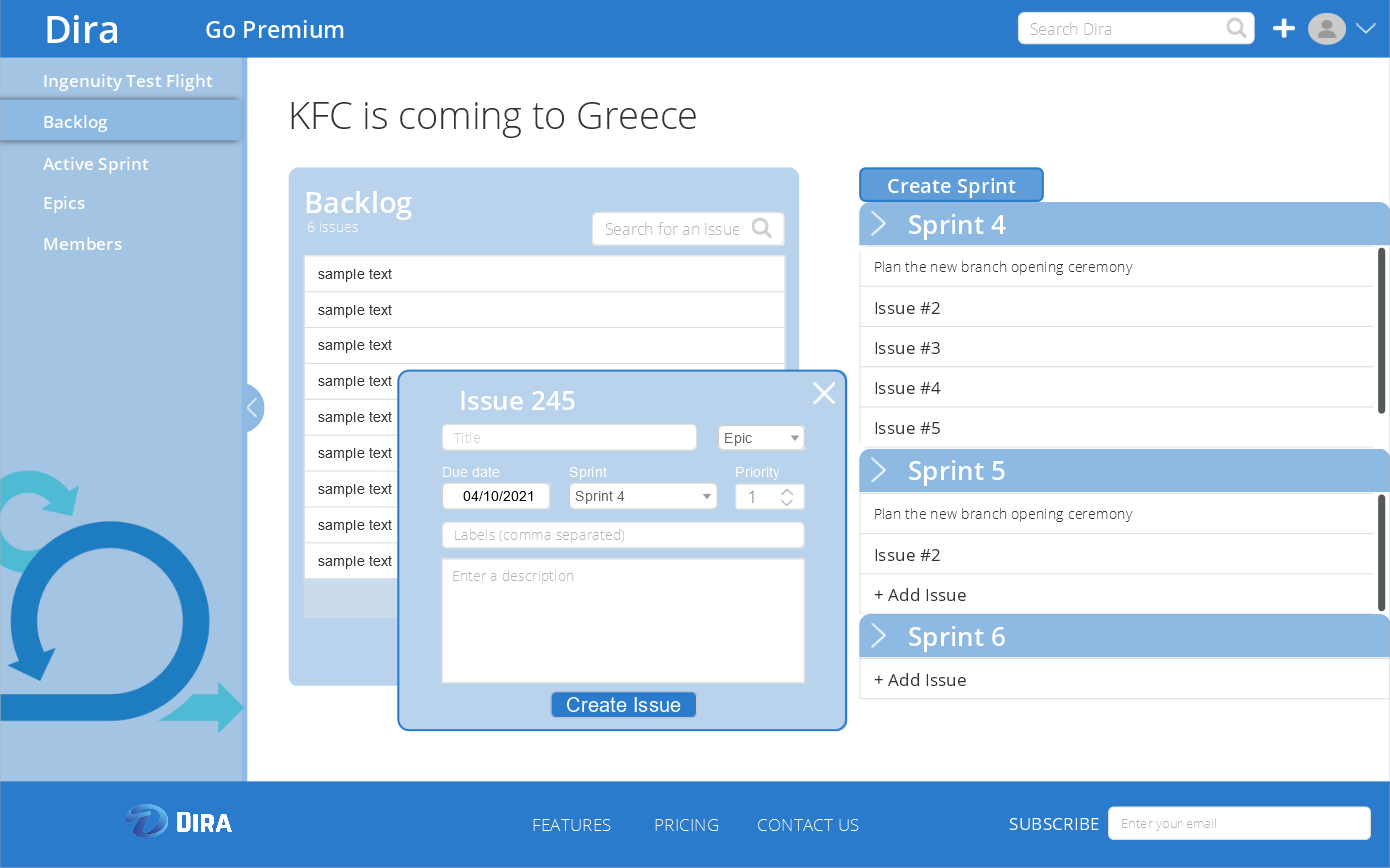 Dira
Go Premium
Search Dira
Ingenuity Test Flight
Backlog
Active Sprint
Epics
Members
KFC is coming to Greece
Backlog
6 issues
Search for an issue
sample text
sample text
sample text
sample text
sample text
sample text
sample text
sample text
sample text
Issue 245
Title
Epic
Due date
Sprint
Priority
04/10/2021
Sprint 4
1
Labels (comma separated)
Enter a description
Create Issue
Create Sprint
Sprint 4
Plan the new branch opening ceremony
Issue #2
Issue #3
Issue #4
Issue #5
Sprint 5
Plan the new branch opening ceremony
Issue #2
+ Add Issue
Sprint 6
+ Add Issue
DIRA
FEATURES
PRICING
CONTACT US
SUBSCRIBE
Enter your email